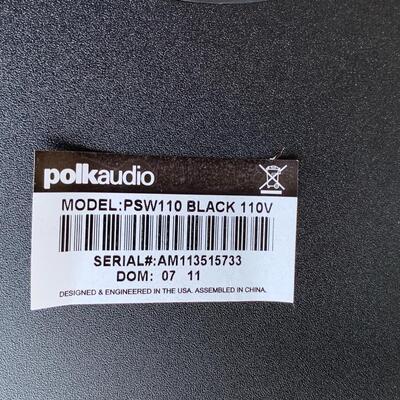 polkaudio
MODEL:PSW110 BLACK 110V
SERIAL#:AM113515733
DOM: 07 11
DESIGNED & ENGINEERED IN THE USA. ASSEMBLED IN CHINA.